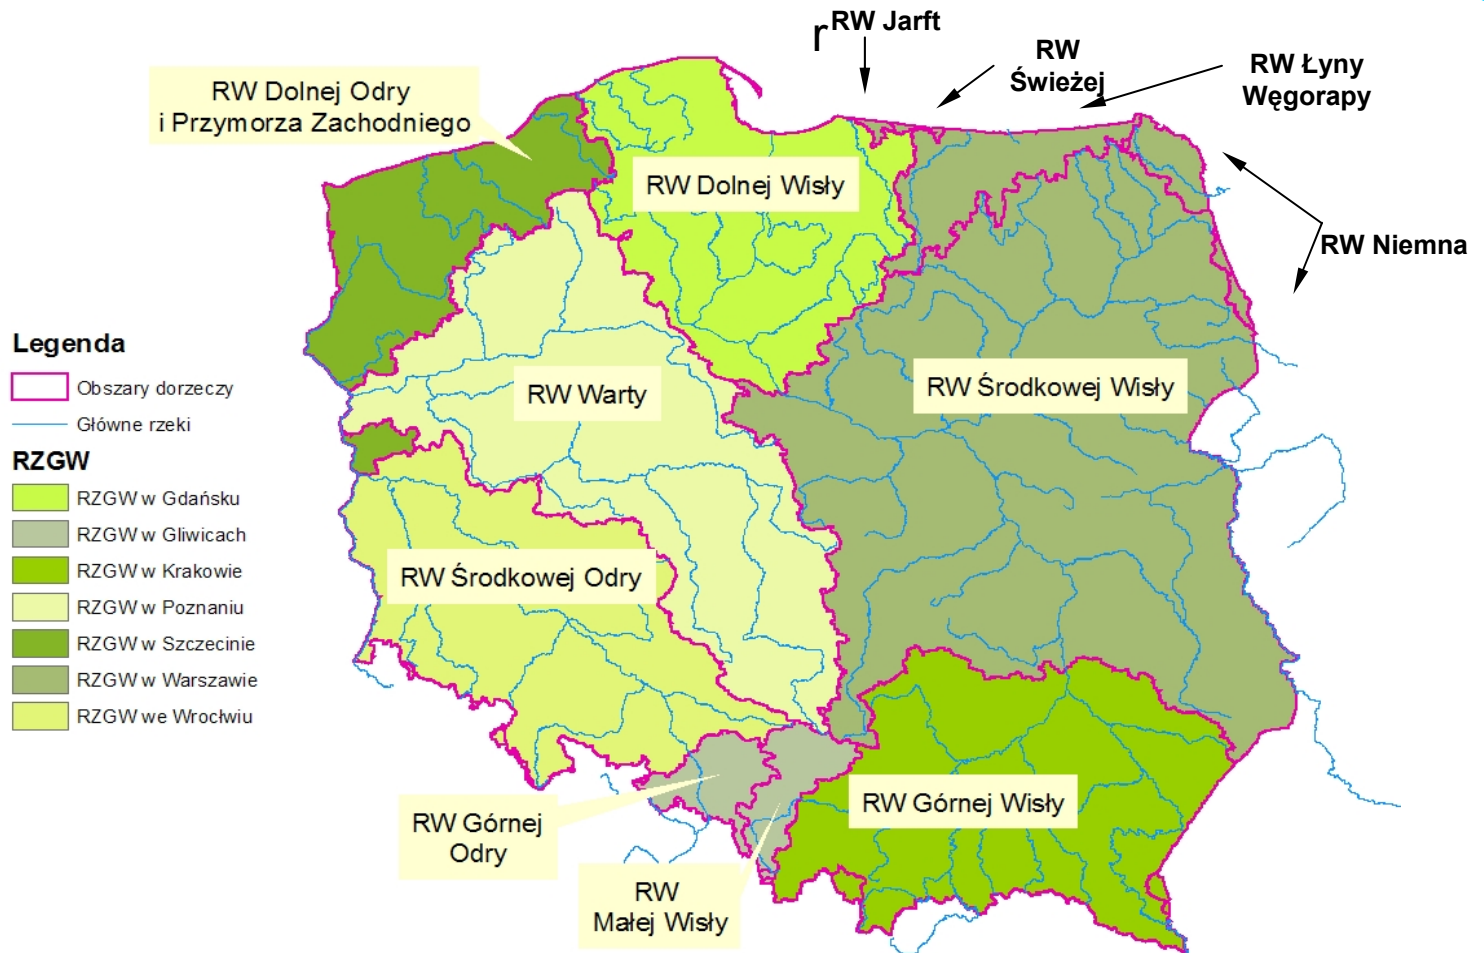 r
RW Jarft
RW
Świeżej
RW Łyny
Węgorapy
RW Dolnej Odry
i Przymorza Zachodniego
RW Dolnej Wisły
RW Niemna
Legenda
Obszary dorzeczy
Główne rzeki
RZGW
RZGW w Gdańsku
RZGW w Gliwicach
RZGW w Krakowie
RZGW w Poznaniu
RZGW w Szczecinie
RZGW w Warszawie
RZGW we Wrocłwiu
RW Warty
RW Środkowej Wisły
RW Środkowej Odry
RW Górnej Wisły
RW Górnej
Odry
RW
Małej Wisły